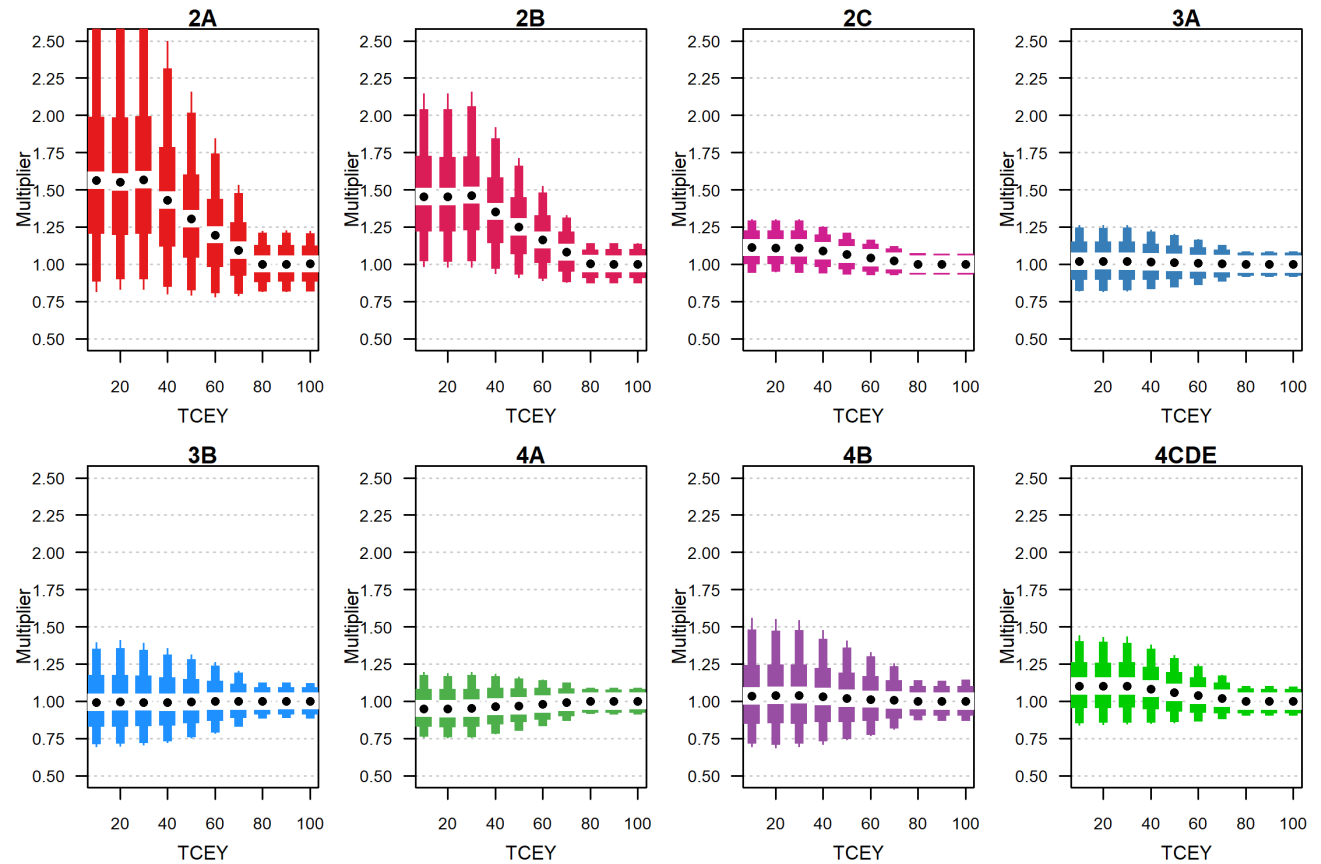 2A 2B 2C 3A
2.50 2.50 2.50 2.50
2.25 2.25 2.25 2.25
2.00 2.00 2.00 2.00
1.75 1.75 1.75 1.75
Multiplier Multiplier Multiplier Multiplier
1.50 1.50 1.50 1.50
1.25 1.25 1.25 1.25
1.00 1.00 1.00 1.00
0.75 0.75 0.75 0.75
0.50 0.50 0.50 0.50
20 40 60 80 100 20 40 60 80 100 20 40 60 80 100 20 40 60 80 100
TCEY TCEY TCEY TCEY
3B 4A 4B 4CDE
2.50 2.50 2.50 2.50
2.25 2.25 2.25 2.25
2.00 2.00 2.00 2.00
1.75 1.75 1.75 1.75
Multiplier Multiplier Multiplier Multiplier
1.50 1.50 1.50 1.50
1.25 1.25 1.25 1.25
1.00 1.00 1.00 1.00
0.75 0.75 0.75 0.75
0.50 0.50 0.50 0.50
20 40 60 80 100 20 40 60 80 100 20 40 60 80 100 20 40 60 80 100
TCEY TCEY TCEY TCEY